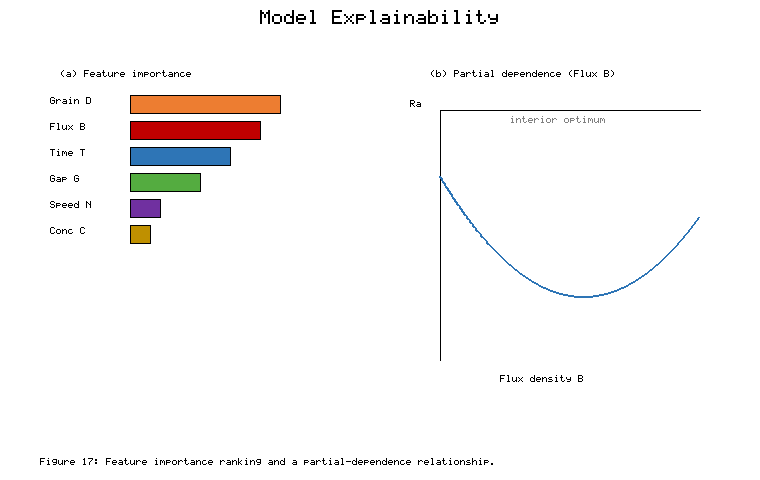 Model Explainability
(a) Feature importance
Grain D
Flux B
Time T
Gap G
Speed N
Conc C
(b) Partial dependence (Flux B)
Ra
interior optimum
Flux density B
Figure 17: Feature importance ranking and a partial-dependence relationship.